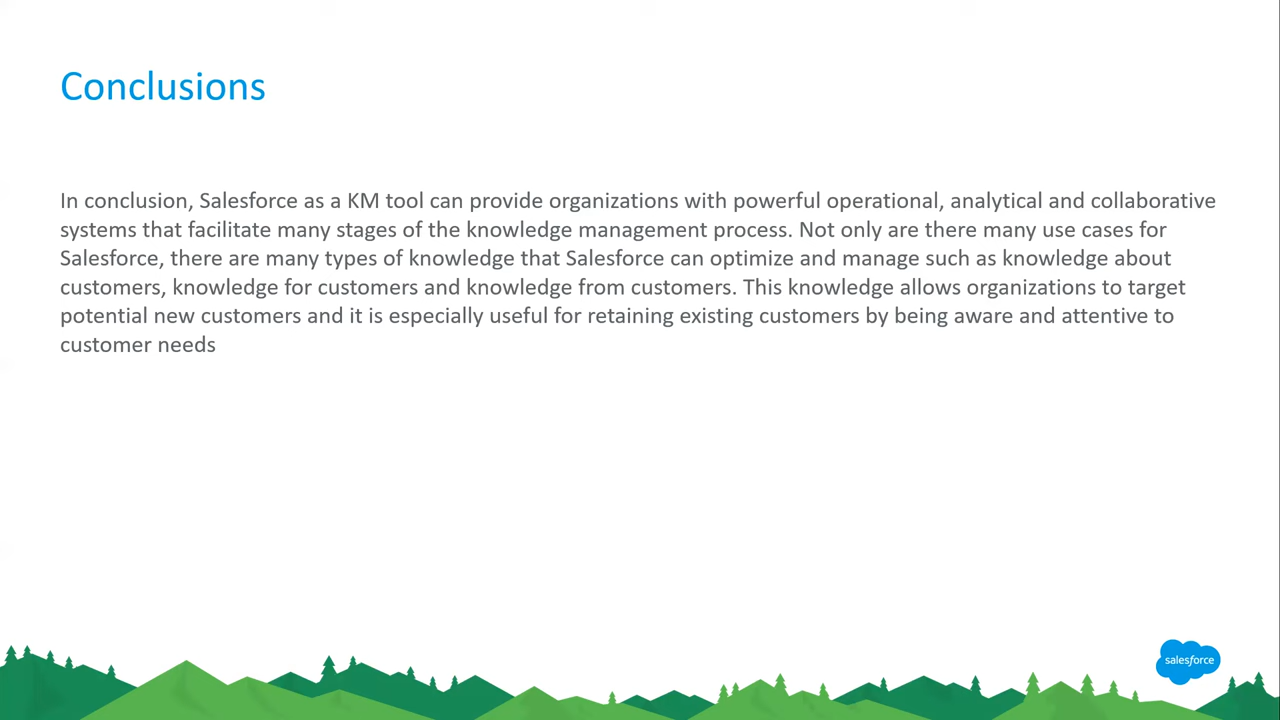 Conclusions
In conclusion, Salesforce as a KM tool can provide organizations with powerful operational, analytical and collaborative
systems that facilitate many stages of the knowledge management process. Not only are there many use cases for
Salesforce, there are many types of knowledge that Salesforce can optimize and manage such as knowledge about
customers, knowledge for customers and knowledge from customers. This knowledge allows organizations to target
potential new customers and it is especially useful for retaining existing customers by being aware and attentive to
customer needs
salesforce